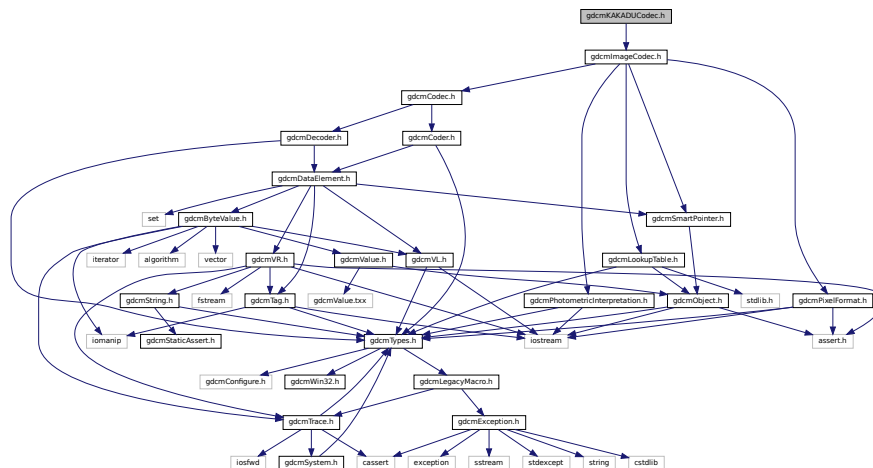 gdcmKAKADUCodec.h
gdcmImageCodec.h
gdcmCodec.h
gdcmDecoder.h
gdcmCoder.h
gdcmDataElement.h
set
gdcmByteValue.h
gdcmSmartPointer.h
iterator
algorithm
vector
gdcmVR.h
gdcmValue.h
gdcmVL.h
gdcmLookupTable.h
gdcmString.h
fstream
gdcmTag.h
gdcmValue.txx
gdcmPhotometricInterpretation.h
gdcmObject.h
stdlib.h
gdcmPixelFormat.h
iomanip
gdcmStaticAssert.h
gdcmTypes.h
iostream
assert.h
gdcmConfigure.h
gdcmWin32.h
gdcmLegacyMacro.h
gdcmTrace.h
gdcmException.h
iosfwd
gdcmSystem.h
cassert
exception
sstream
stdexcept
string
cstdlib